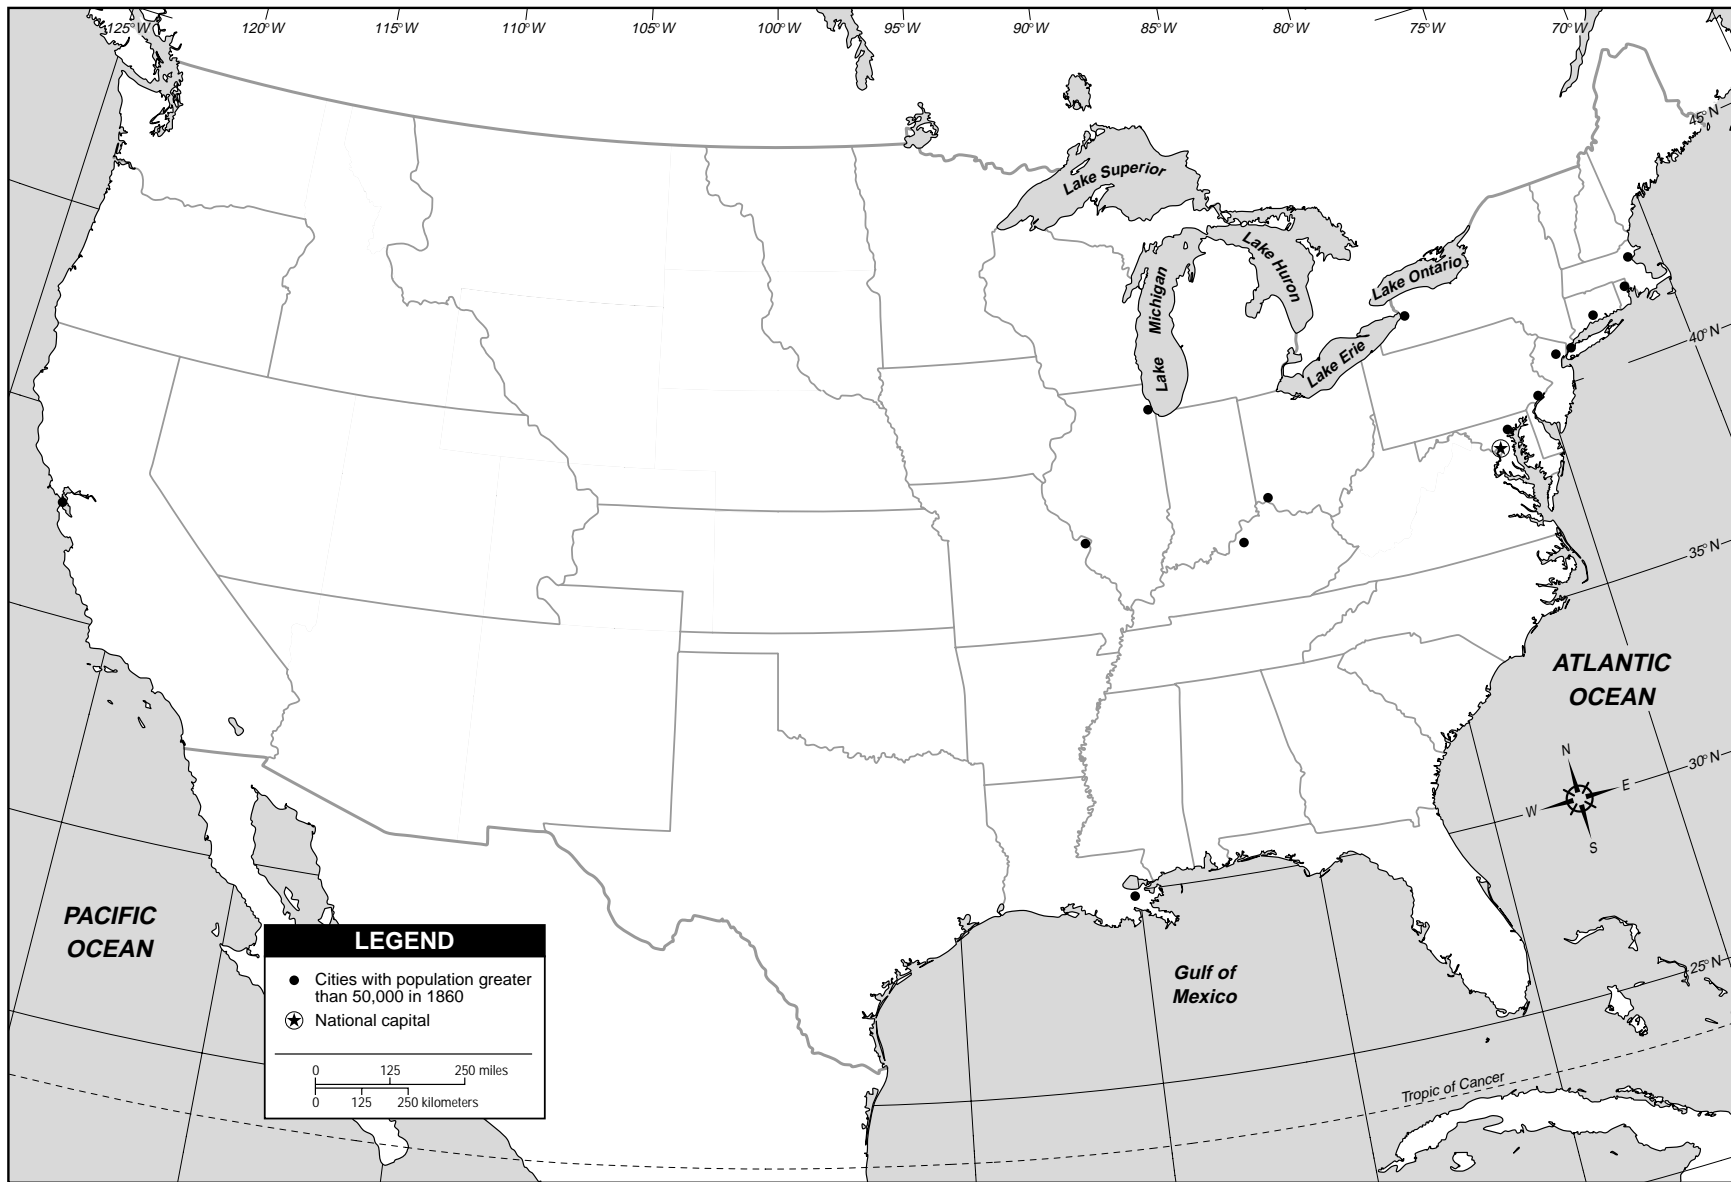 125°W
120°W
115°W
110°W
105°W
100°W
95°W
90°W
85°W
80°W
75°W
70°W
45°N
Lake Superior
Lake Huron
Lake Michigan
Lake Ontario
Lake Erie
40°N
35°N
ATLANTIC
OCEAN
N
W
E
S
30°N
PACIFIC
OCEAN
Gulf of
Mexico
25°N
Tropic of Cancer
LEGEND
Cities with population greater
than 50,000 in 1860
National capital
0 125 250 miles
0 125 250 kilometers